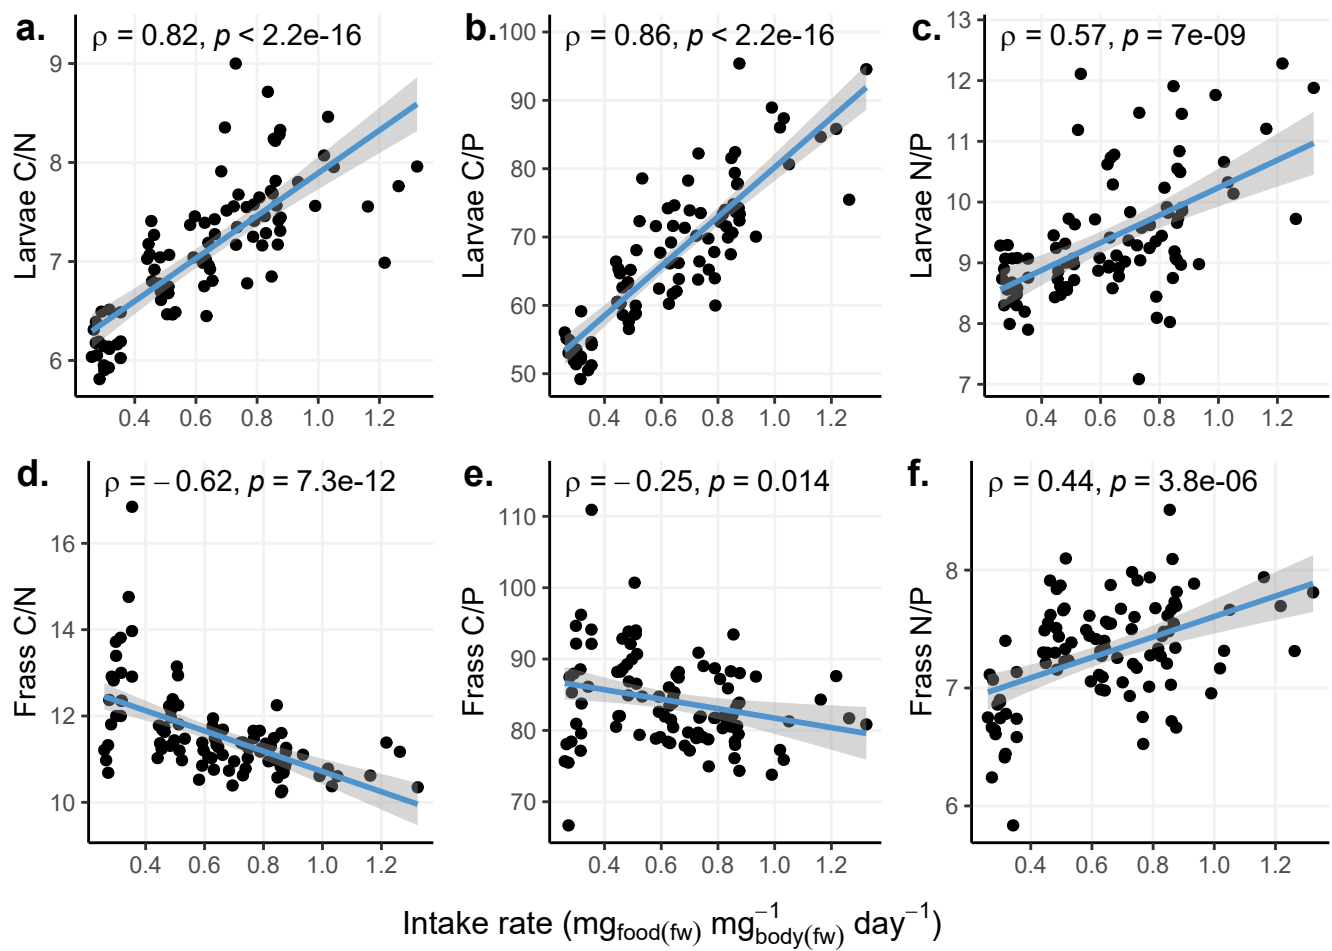 a.
ρ = 0.82, p < 2.2e-16
Larvae C/N
9
8
7
6
0.4 0.6 0.8 1.0 1.2
b.
ρ = 0.86, p < 2.2e-16
Larvae C/P
100
90
80
70
60
50
0.4 0.6 0.8 1.0 1.2
c.
ρ = 0.57, p = 7e-09
Larvae N/P
13
12
11
10
9
8
7
0.4 0.6 0.8 1.0 1.2
d.
ρ = −0.62, p = 7.3e-12
Frass C/N
16
14
12
10
0.4 0.6 0.8 1.0 1.2
e.
ρ = −0.25, p = 0.014
Frass C/P
110
100
90
80
70
0.4 0.6 0.8 1.0 1.2
f.
ρ = 0.44, p = 3.8e-06
Frass N/P
8
7
6
0.4 0.6 0.8 1.0 1.2
Intake rate (mg food(fw) mg−1 body(fw) day−1)